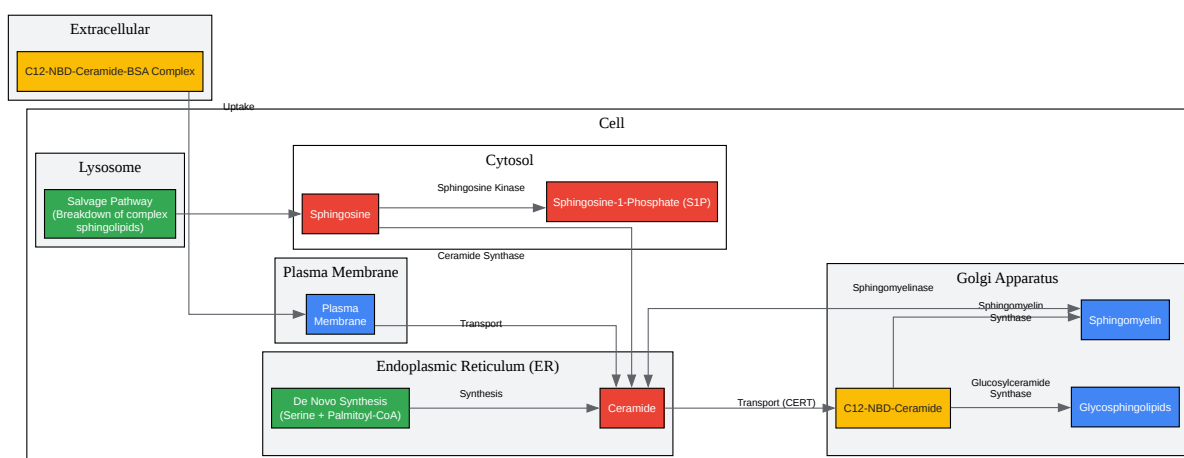 Extracellular
C12-NBD-Ceramide-BSA Complex
Uptake
Cell
Lysosome
Salvage Pathway
(Breakdown of complex
sphingolipids)
Cytosol
Sphingosine
Sphingosine Kinase
Sphingosine-1-Phosphate (S1P)
Ceramide Synthase
Plasma Membrane
Plasma
Membrane
Transport
Endoplasmic Reticulum (ER)
De Novo Synthesis
(Serine + Palmitoyl-CoA)
Synthesis
Ceramide
Transport (CERT)
Golgi Apparatus
Sphingomyelinase
Sphingomyelin
Synthase
Sphingomyelin
C12-NBD-Ceramide
Glucosylceramide
Synthase
Glycosphingolipids